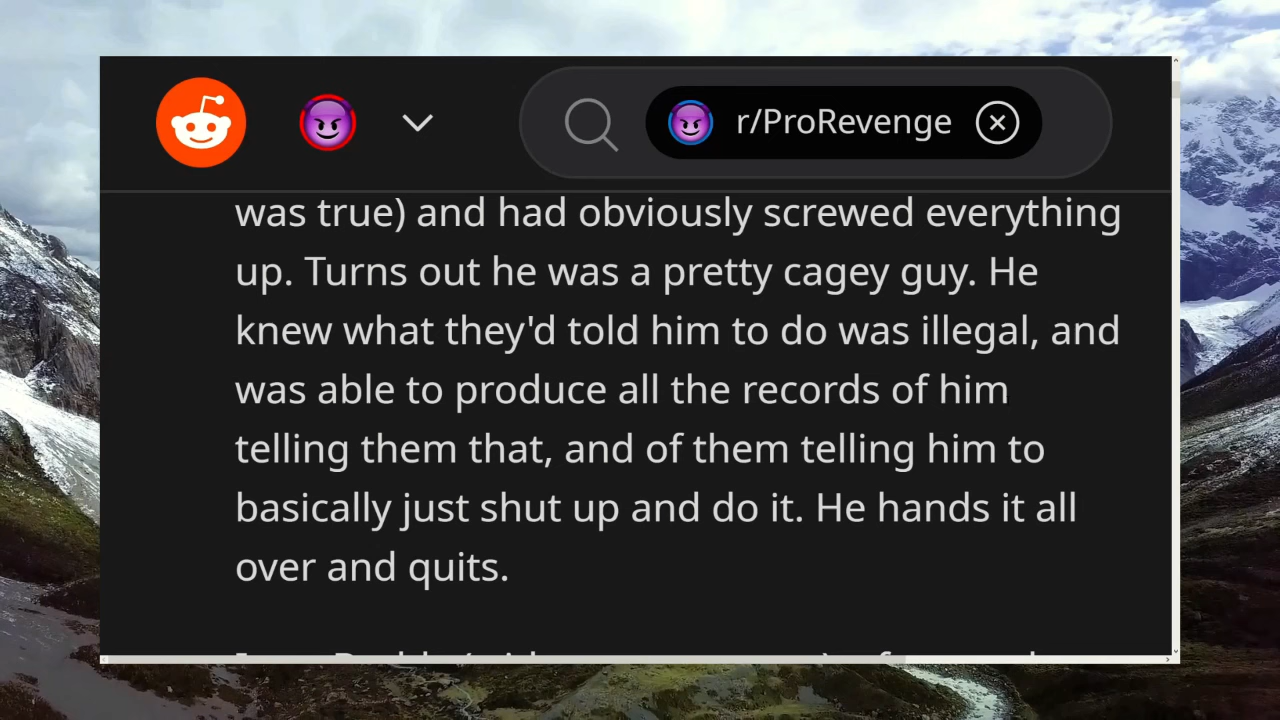 r/ProRevenge
was true) and had obviously screwed everything
up. Turns out he was a pretty cagey guy. He
knew what they'd told him to do was illegal, and
was able to produce all the records of him
telling them that, and of them telling him to
basically just shut up and do it. He hands it all
over and quits.